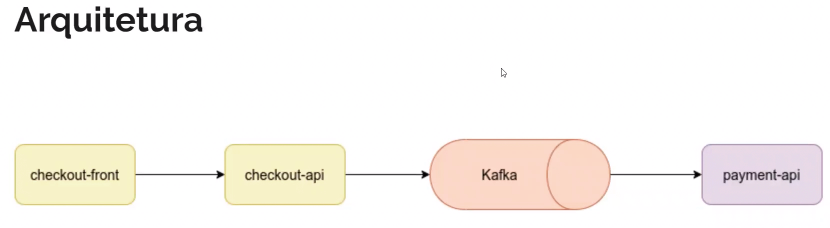 Arquitetura
checkout-front
checkout-api
Kafka
payment-api